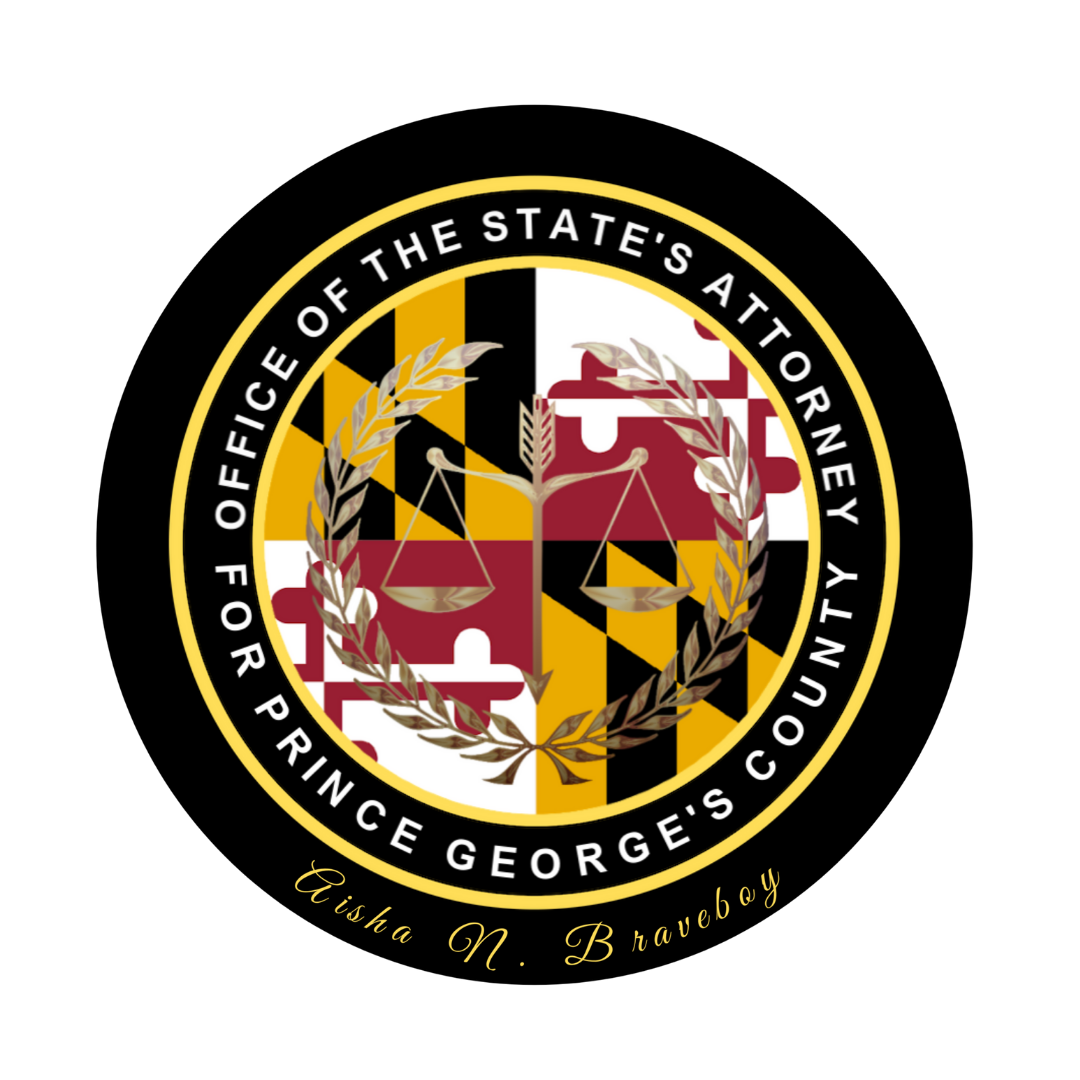 OFFICE OF THE STATE'S ATTORNEY
FOR PRINCE GEORGE'S COUNTY
Aisha N. Braveboy